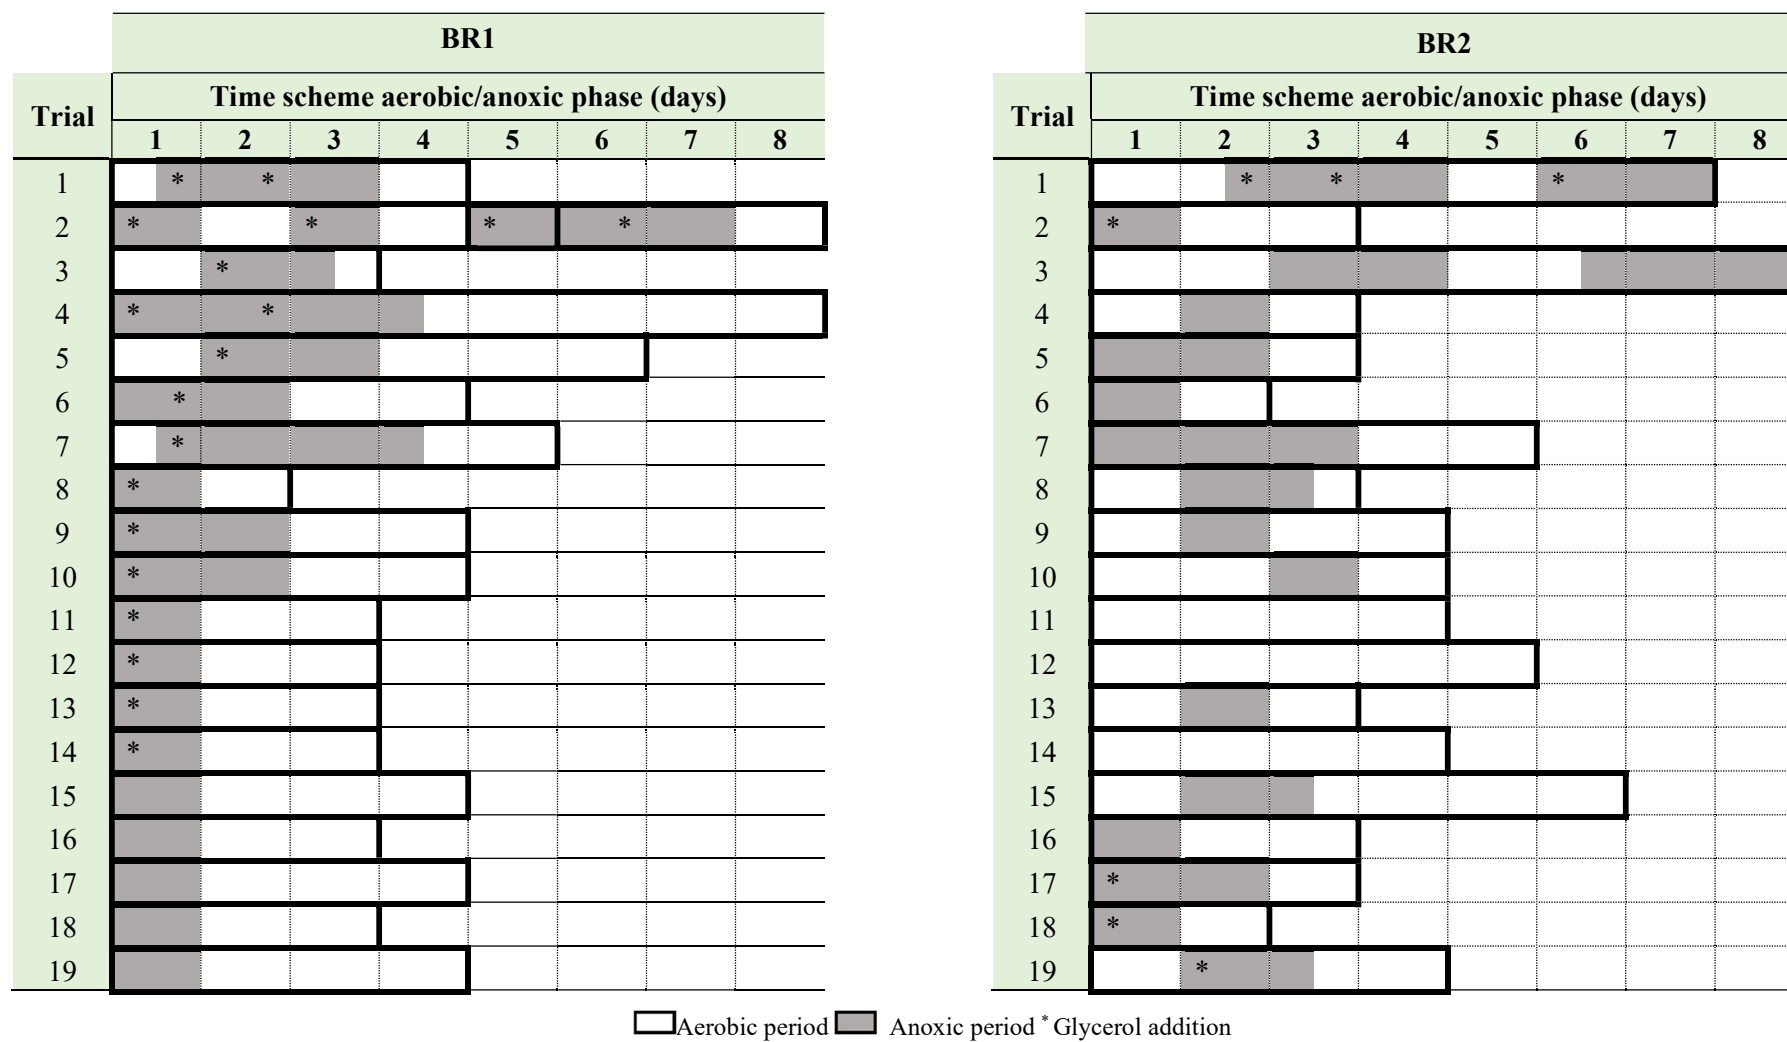 BR1
Trial
Time scheme aerobic/anoxic phase (days)
1 2 3 4 5 6 7 8
1 * *
2 * * * *
3 *
4 * *
5 *
6 *
7 *
8 *
9 *
10 *
11 *
12 *
13 *
14 *
15
16
17
18
19
BR2
Trial
Time scheme aerobic/anoxic phase (days)
1 2 3 4 5 6 7 8
1 * * *
2 *
3
4
5
6
7
8
9
10
11
12
13
14
15
16
17 *
18 *
19 *
Aerobic period Anoxic period * Glycerol addition